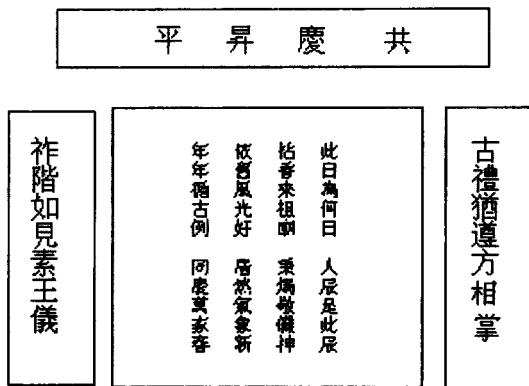 共慶昇平
古禮猶遵方相掌
此日為何日 人辰是此辰
拈香來祖廟 秉燭敬儺神
依舊風光好 居然氣象新
年年循古例 同慶萬家春
祚階如見素王儀